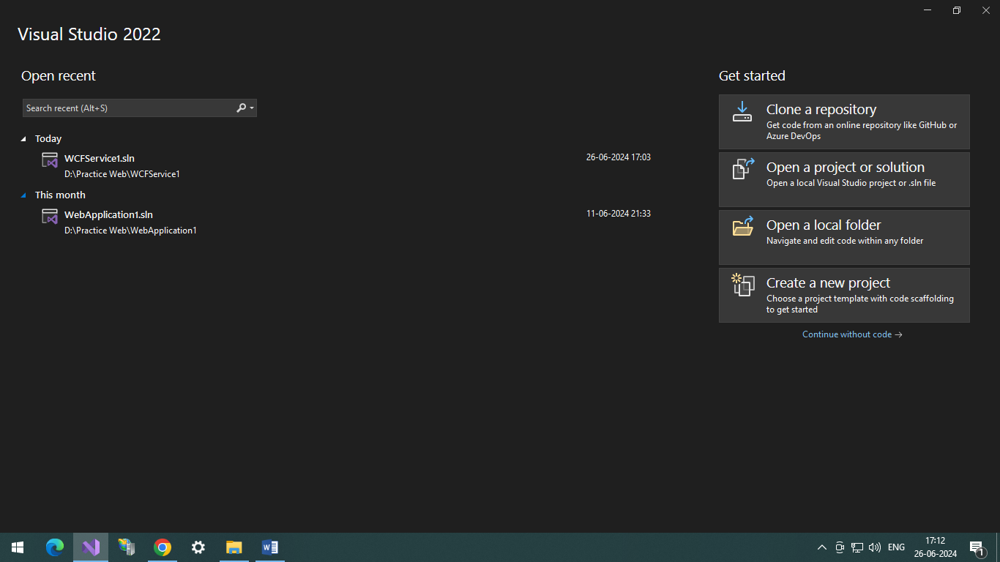 Visual Studio 2022
Open recent
Search recent (Alt+S)
Today
WCFService1.sln
26-06-2024 17:03
D:\Practice Web\WCFService1
This month
WebApplication1.sln
11-06-2024 21:33
D:\Practice Web\WebApplication1
Get started
Clone a repository
Get code from an online repository like GitHub or
Azure DevOps
Open a project or solution
Open a local Visual Studio project or .sln file
Open a local folder
Navigate and edit code within any folder
Create a new project
Choose a project template with code scaffolding
to get started
Continue without code →
W
ENG
17:12
26-06-2024
1